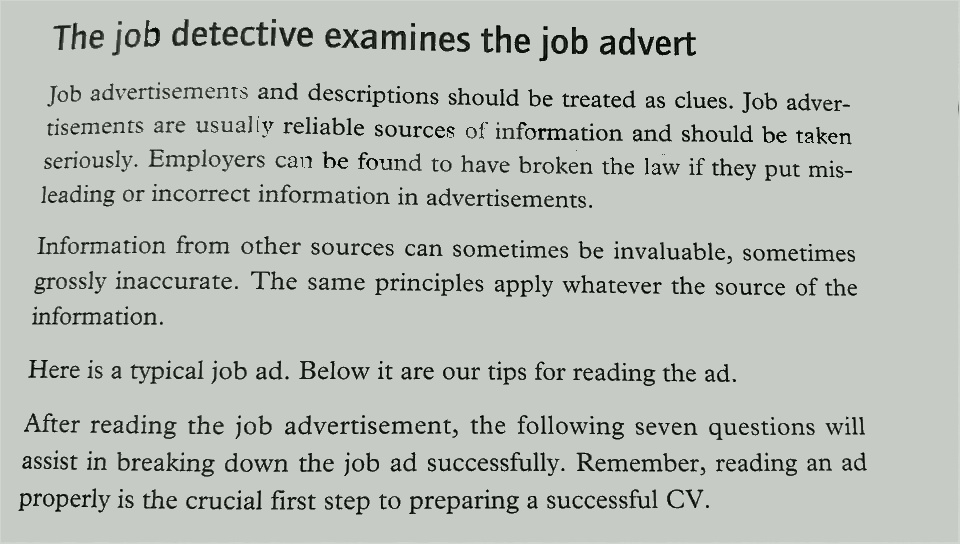 The job detective examines the job advert
Job advertisements and descriptions should be treated as clues. Job adver-
tisements are usually reliable sources of information and should be taken
seriously. Employers can be found to have broken the law if they put mis-
leading or incorrect information in advertisements.
Information from other sources can sometimes be invaluable, sometimes
grossly inaccurate. The same principles apply whatever the source of the
information.
Here is a typical job ad. Below it are our tips for reading the ad.
After reading the job advertisement, the following seven questions will
assist in breaking down the job ad successfully. Remember, reading an ad
properly is the crucial first step to preparing a successful CV.